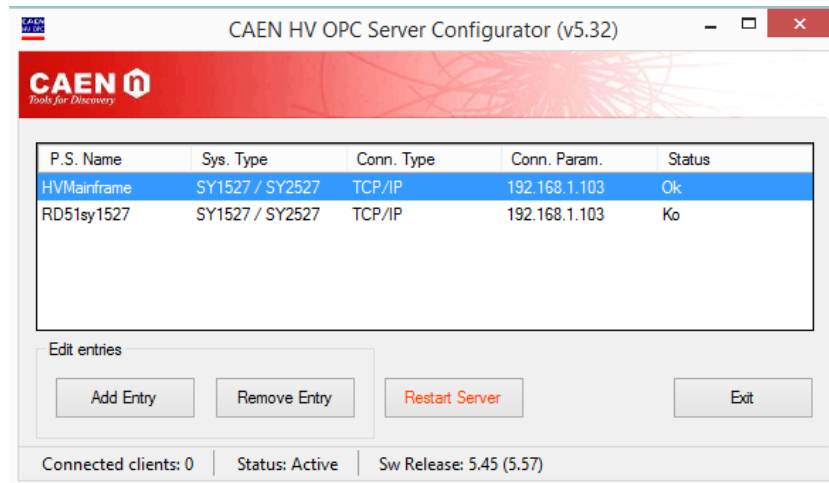 CAEN HV OPC
CAEN HV OPC Server Configurator (v5.32)
CAEN n
Tools for Discovery
P.S. Name Sys. Type Conn. Type Conn. Param. Status
HVMainframe SY1527 / SY2527 TCP/IP 192.168.1.103 Ok
RD51sy1527 SY1527 / SY2527 TCP/IP 192.168.1.103 Ko
Edit entries
Add Entry Remove Entry Restart Server Exit
Connected clients: 0 Status: Active Sw Release: 5.45 (5.57)